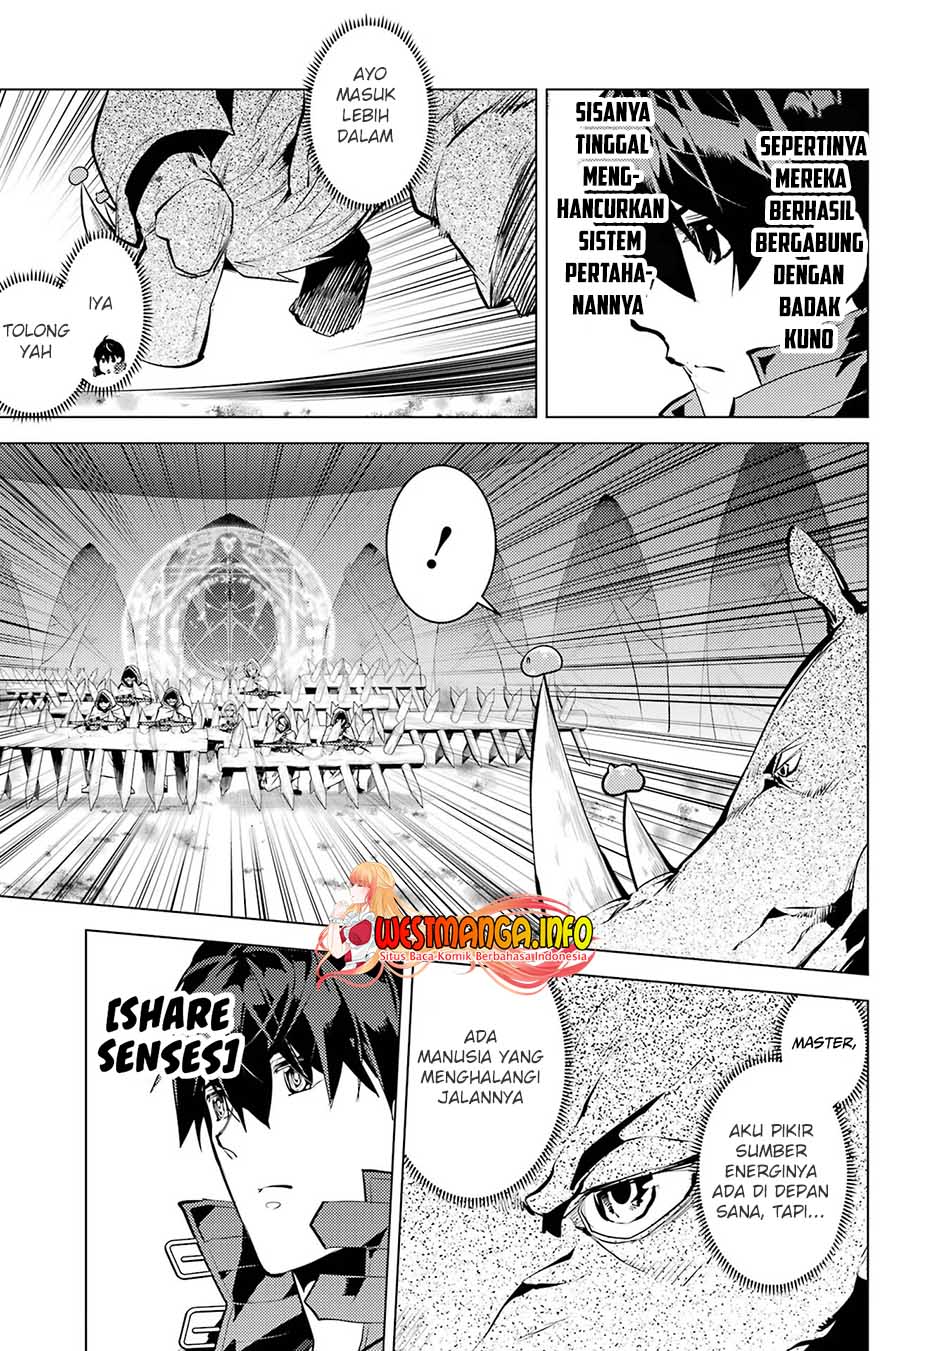 SEPERTINYA
MEREKA
BERHASIL
BERGABUNG
DENGAN
BADAK
KUNO
SISANYA
TINGGAL
MENG-
HANCURKAN
SISTEM
PERTAHA-
NANNYA
AYO
MASUK
LEBIH
DALAM
IYA
TOLONG
YAH
!
MASTER,
AKU PIKIR
SUMBER
ENERGINYA
ADA DI DEPAN
SANA, TAPI...
ADA
MANUSIA YANG
MENGHALANGI
JALANNYA
[SHARE
SENSES]
WESTMANGA.INFO
SITUS BACA KOMIK BERBAHASA INDONESIA